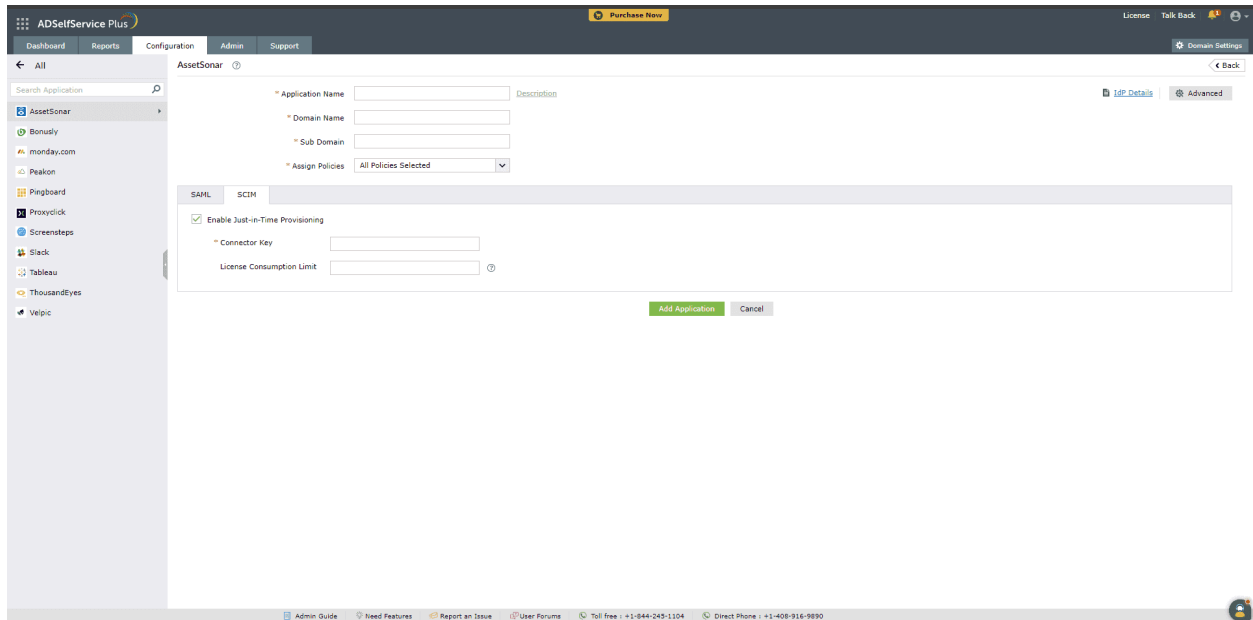 Purchase Now
License Talk Back 1
ADSelfService Plus
Dashboard Reports Configuration Admin Support
Domain Settings
All
AssetSonar
Back
Search Application
* Application Name
Description
IdP Details
Advanced
AssetSonar
* Domain Name
Bonusly
* Sub Domain
monday.com
* Assign Policies All Policies Selected
Peakon
Pingboard
SAML SCIM
Proxyclick
Enable Just-in-Time Provisioning
Screensteps
* Connector Key
Slack
License Consumption Limit
Tableau
ThousandEyes
Add Application Cancel
Velpic
Admin Guide Need Features Report an Issue User Forums Toll free : +1-844-245-1104 Direct Phone : +1-408-916-9890